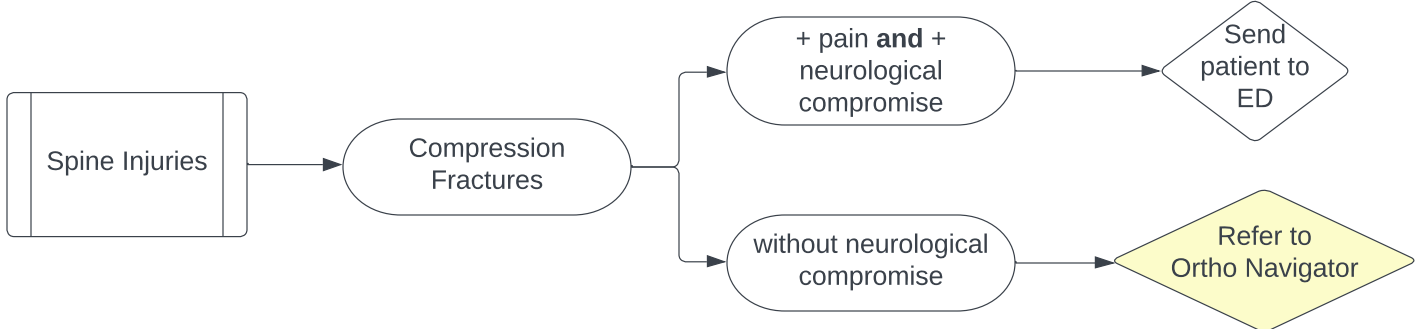 Spine Injuries
Compression
Fractures
+ pain and +
neurological
compromise
Send
patient to
ED
without neurological
compromise
Refer to
Ortho Navigator